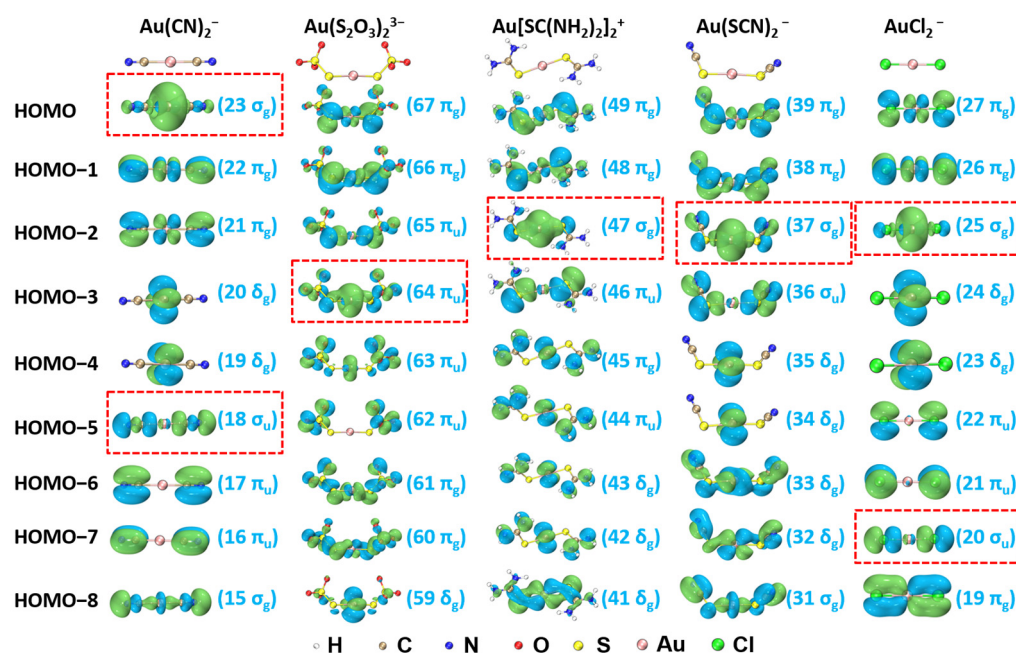 Au(CN)₂⁻ Au(S₂O₃)₂³⁻ Au[SC(NH₂)₂]₂⁺ Au(SCN)₂⁻ AuCl₂⁻
HOMO (23 σg) (67 πg) (49 πg) (39 πg) (27 πg)
HOMO−1 (22 πg) (66 πg) (48 πg) (38 πg) (26 πg)
HOMO−2 (21 πg) (65 πu) (47 σg) (37 σg) (25 σg)
HOMO−3 (20 δg) (64 πu) (46 πu) (36 σu) (24 δg)
HOMO−4 (19 δg) (63 πu) (45 πg) (35 δg) (23 δg)
HOMO−5 (18 σu) (62 πu) (44 πu) (34 δg) (22 πu)
HOMO−6 (17 πu) (61 πg) (43 δg) (33 δg) (21 πu)
HOMO−7 (16 πu) (60 πg) (42 δg) (32 δg) (20 σu)
HOMO−8 (15 σg) (59 δg) (41 δg) (31 σg) (19 πg)
H C N O S Au Cl